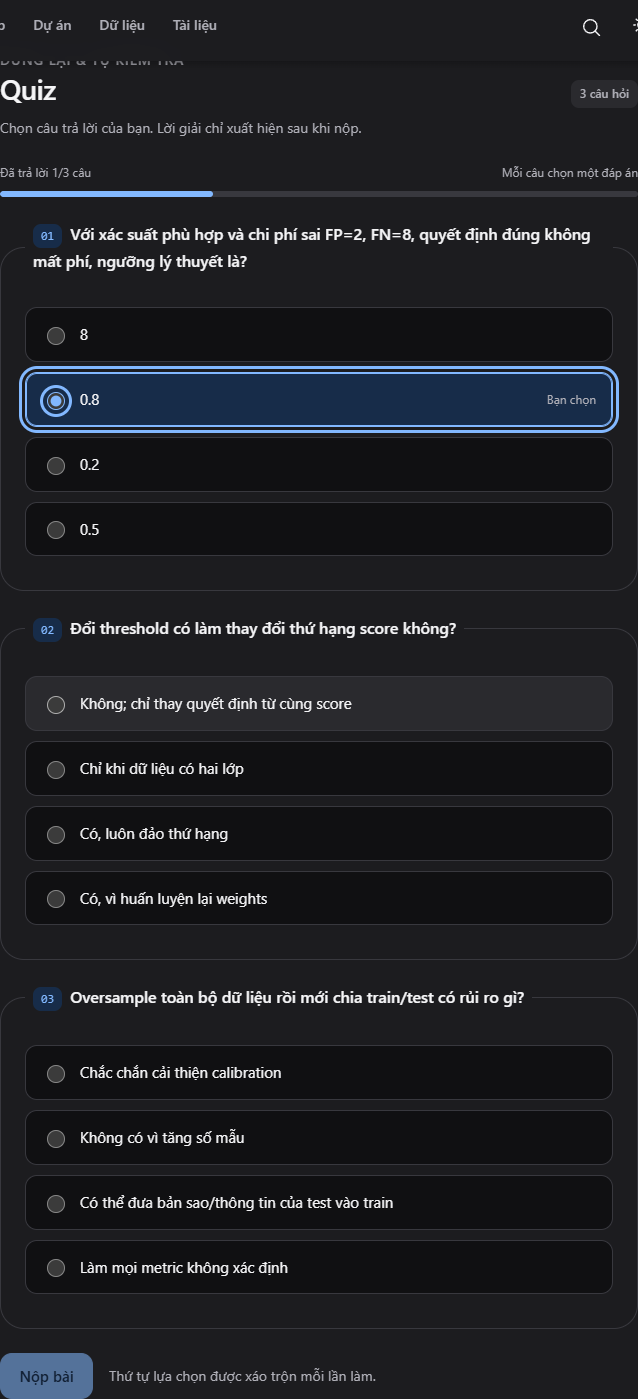 Dự án Dữ liệu Tài liệu
DỪNG LẠI & TỰ KIỂM TRA
Quiz
3 câu hỏi
Chọn câu trả lời của bạn. Lời giải chỉ xuất hiện sau khi nộp.
Đã trả lời 1/3 câu
Mỗi câu chọn một đáp án
01 Với xác suất phù hợp và chi phí sai FP=2, FN=8, quyết định đúng không
mất phí, ngưỡng lý thuyết là?
8
0.8 Bạn chọn
0.2
0.5
02 Đổi threshold có làm thay đổi thứ hạng score không?
Không; chỉ thay quyết định từ cùng score
Chỉ khi dữ liệu có hai lớp
Có, luôn đảo thứ hạng
Có, vì huấn luyện lại weights
03 Oversample toàn bộ dữ liệu rồi mới chia train/test có rủi ro gì?
Chắc chắn cải thiện calibration
Không có vì tăng số mẫu
Có thể đưa bản sao/thông tin của test vào train
Làm mọi metric không xác định
Nộp bài
Thứ tự lựa chọn được xáo trộn mỗi lần làm.